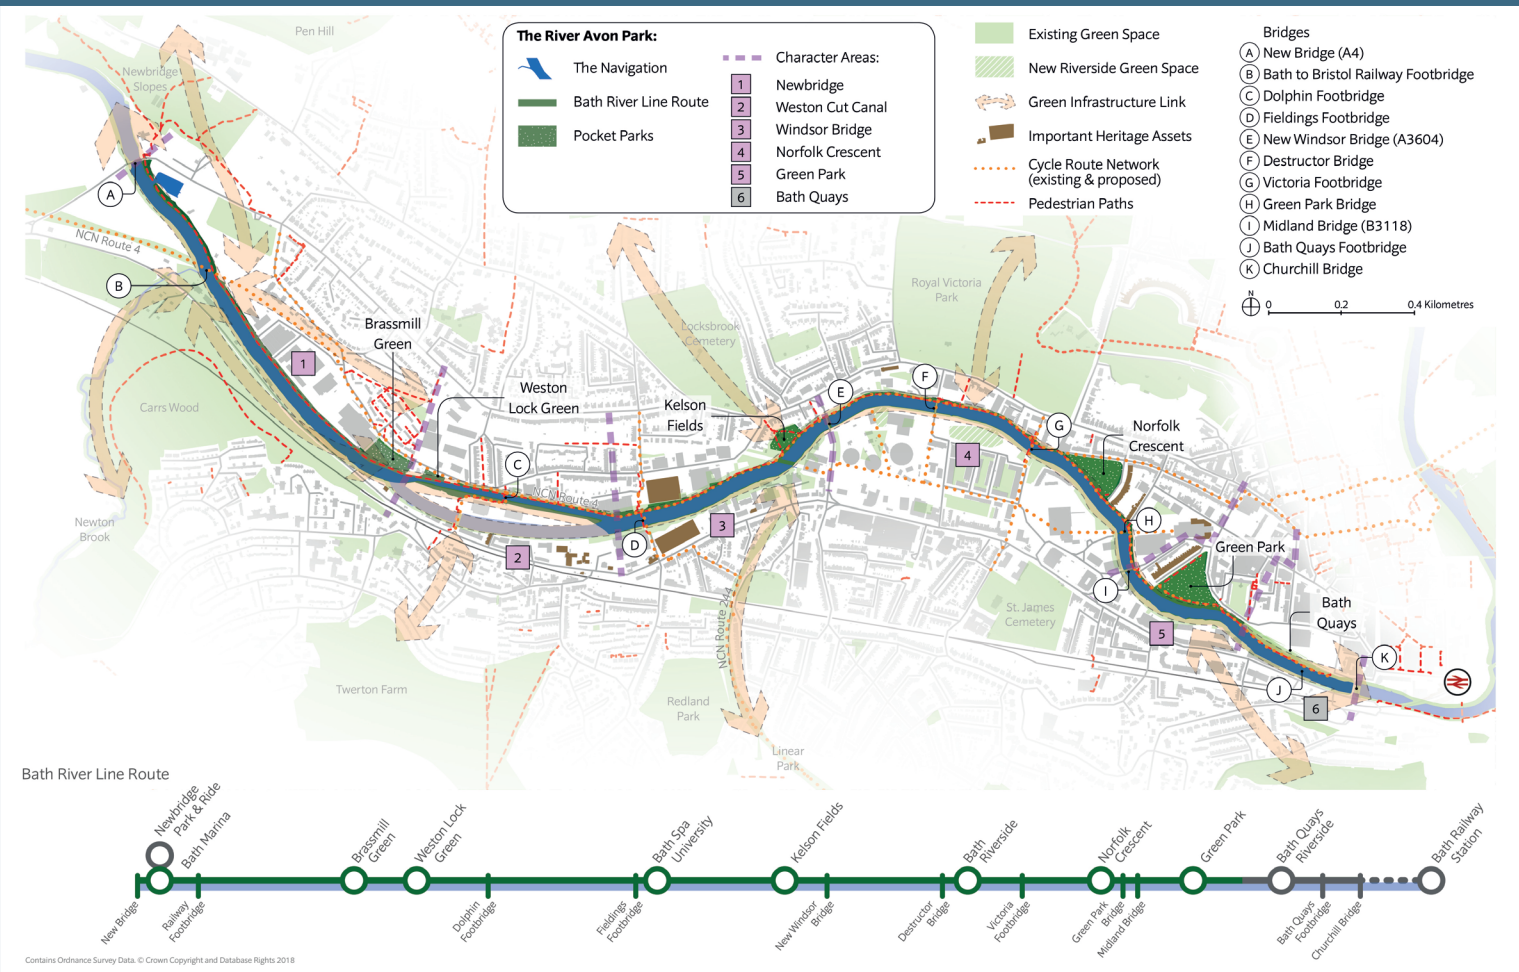 The River Avon Park:
The Navigation
Bath River Line Route
Pocket Parks
Character Areas:
1 Newbridge
2 Weston Cut Canal
3 Windsor Bridge
4 Norfolk Crescent
5 Green Park
6 Bath Quays
Existing Green Space
New Riverside Green Space
Green Infrastructure Link
Important Heritage Assets
Cycle Route Network
(existing & proposed)
Pedestrian Paths
Bridges
A New Bridge (A4)
B Bath to Bristol Railway Footbridge
C Dolphin Footbridge
D Fieldings Footbridge
E New Windsor Bridge (A3604)
F Destructor Bridge
G Victoria Footbridge
H Green Park Bridge
I Midland Bridge (B3118)
J Bath Quays Footbridge
K Churchill Bridge
N
0 0.2 0.4 Kilometres
Pen Hill
Newbridge
Slopes
A
NCN Route 4
B
Brassmill
Green
1
Carrs Wood
Weston
Lock Green
Locksbrook
Cemetery
Royal Victoria
Park
Kelson
Fields
E
F
G
Norfolk
Crescent
4
C
NCN Route 4
Newton
Brook
D
3
2
H
Green Park
I
St. James
Cemetery
5
Bath
Quays
NCN Route 244
K
J
6
Twerton Farm
Redland
Park
Linear
Park
Bath River Line Route
Newbridge
Park & Ride
Bath Marina
Brassmill
Green
Weston Lock
Green
Bath Spa
University
Kelson Fields
Bath
Riverside
Norfolk
Crescent
Green Park
Bath Quays
Riverside
Bath Railway
Station
New Bridge
Railway
Footbridge
Dolphin
Footbridge
Fieldings
Footbridge
New Windsor
Bridge
Destructor
Bridge
Victoria
Footbridge
Green Park
Bridge
Midland Bridge
Bath Quays
Footbridge
Churchill Bridge
Contains Ordnance Survey Data. © Crown Copyright and Database Rights 2018